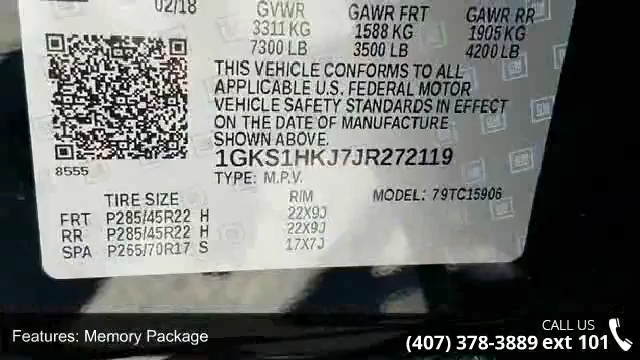 02/18
GVWR GAWR FRT GAWR RR
3311 KG 1588 KG 1905 KG
7300 LB 3500 LB 4200 LB
THIS VEHICLE CONFORMS TO ALL
APPLICABLE U.S. FEDERAL MOTOR
VEHICLE SAFETY STANDARDS IN EFFECT
ON THE DATE OF MANUFACTURE
SHOWN ABOVE.
1GKS1HKJ7JR272119
8555
TYPE: M.P.V.
TIRE SIZE RIM MODEL: 79TC15906
FRT P285/45R22 H 22X9J
RR P285/45R22 H 22X9J
SPA P265/70R17 S 17X7J
Features: Memory Package
CALL US
(407) 378-3889 ext 101